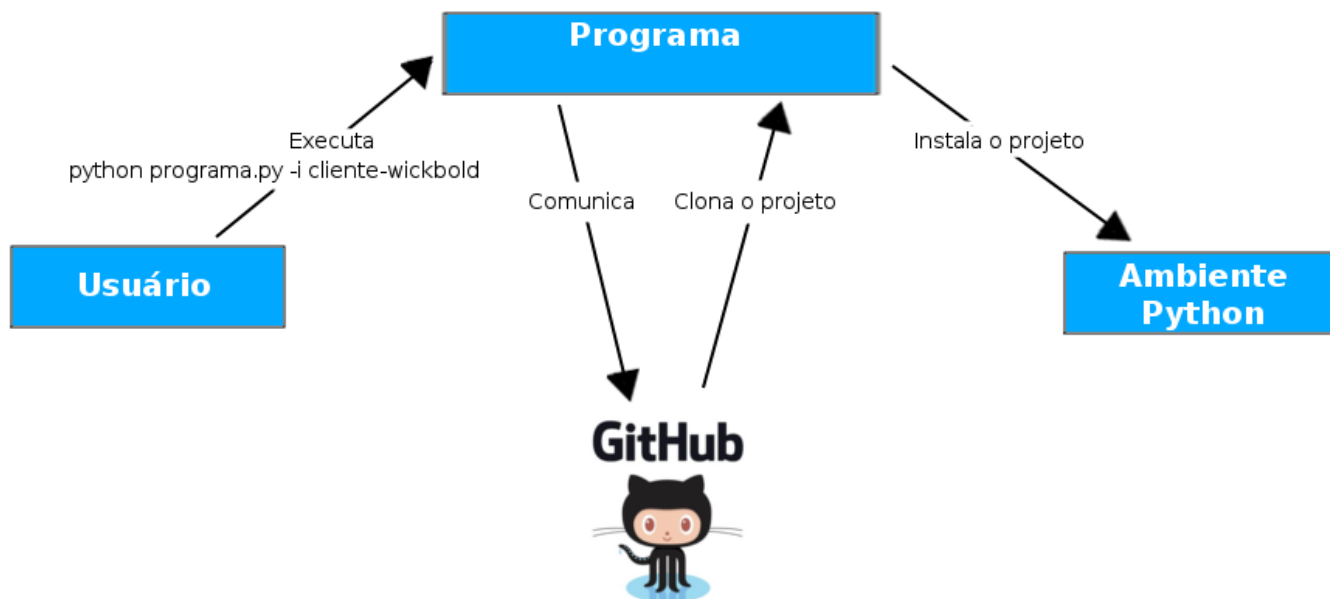 Programa
Executa
python programa.py -i cliente-wickbold
Instala o projeto
Comunica
Clona o projeto
Usuário
Ambiente
Python
GitHub